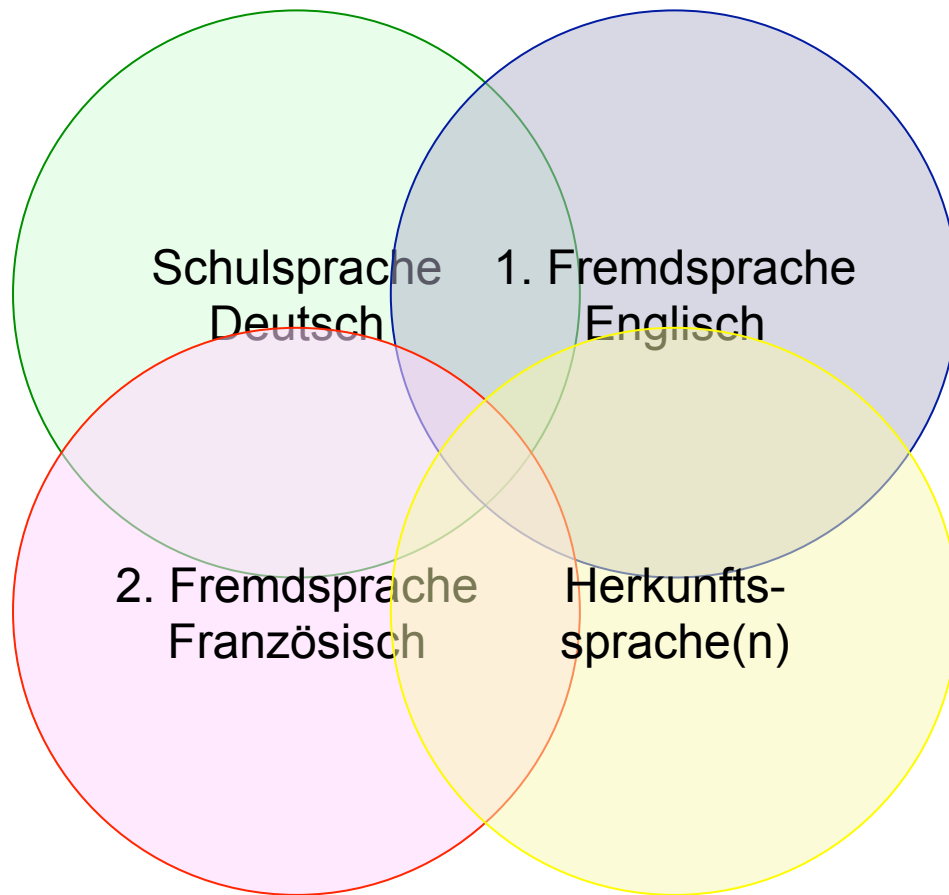 Schulsprache
Deutsch
1. Fremdsprache
Englisch
2. Fremdsprache
Französisch
Herkunfts-
sprache(n)